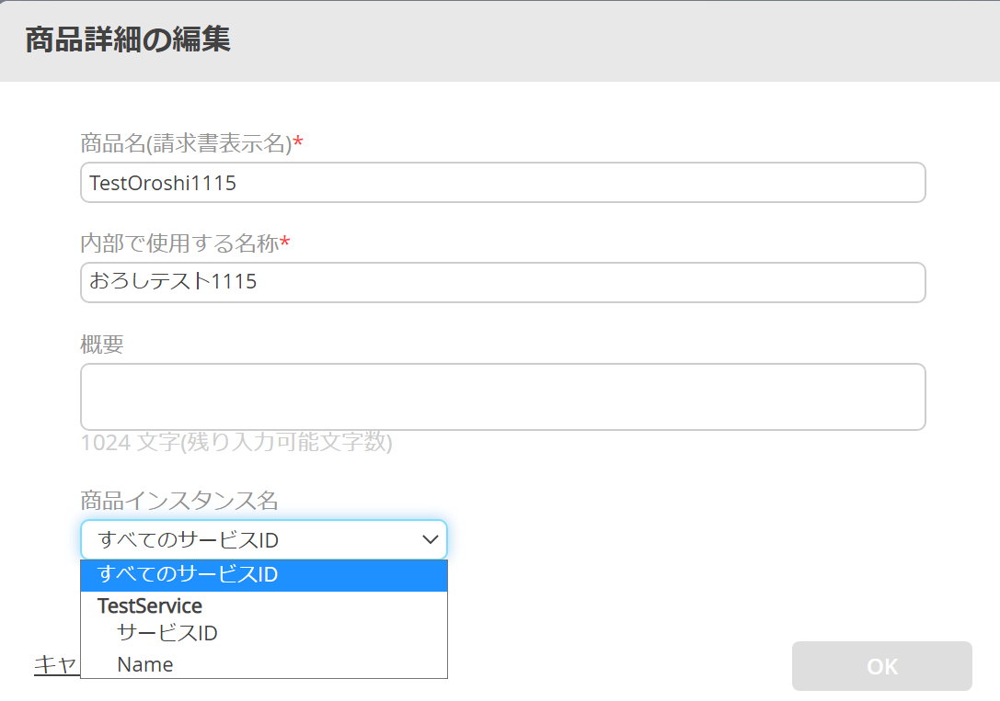 商品詳細の編集
商品名(請求書表示名)*
TestOroshi1115
内部で使用する名称*
おろしテスト1115
概要
1024 文字(残り入力可能文字数)
商品インスタンス名
すべてのサービスID
すべてのサービスID
TestService
サービスID
Name
キャ
OK